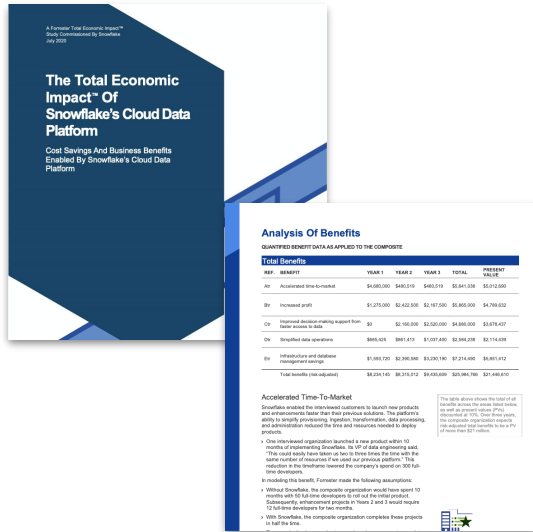 A Forrester Total Economic Impact™
Study Commissioned By Snowflake
July 2020
The Total Economic
Impact™ Of
Snowflake's Cloud Data
Platform
Cost Savings And Business Benefits
Enabled By Snowflake's Cloud Data
Platform
Analysis Of Benefits
QUANTIFIED BENEFIT DATA AS APPLIED TO THE COMPOSITE
Total Benefits
REF. BENEFIT YEAR 1 YEAR 2 YEAR 3 TOTAL PRESENT VALUE
Atr Accelerated time-to-market $4,680,000 $480,519 $480,519 $5,641,038 $5,012,690
Btr Increased profit $1,275,000 $2,422,500 $2,167,500 $5,865,000 $4,789,632
Ctr Improved decision-making support from faster access to data $0 $2,160,000 $2,520,000 $4,680,000 $3,678,437
Dtr Simplified data operations $685,425 $861,413 $1,037,400 $2,584,238 $2,114,439
Etr Infrastructure and database management savings $1,593,720 $2,390,580 $3,230,190 $7,214,490 $5,851,412
Total benefits (risk-adjusted) $8,234,145 $8,315,012 $9,435,609 $25,984,766 $21,446,610
Accelerated Time-To-Market
Snowflake enabled the interviewed customers to launch new products
and enhancements faster than their previous solutions. The platform's
ability to simplify provisioning, ingestion, transformation, data processing,
and administration reduced the time and resources needed to deploy
products.
› One interviewed organization launched a new product within 10
months of implementing Snowflake. Its VP of data engineering said,
"This could easily have taken us two to three times the time with the
same number of resources if we used our previous platform." This
reduction in the timeframe lowered the company's spend on 300 full-
time developers.
In modeling this benefit, Forrester made the following assumptions:
› Without Snowflake, the composite organization would have spent 10
months with 50 full-time developers to roll out the initial product.
Subsequently, enhancement projects in Years 2 and 3 would require
12 full-time developers for two months.
› With Snowflake, the composite organization completes these projects
in half the time.
The table above shows the total of all
benefits across the areas listed below,
as well as present values (PVs)
discounted at 10%. Over three years,
the composite organization expects
risk-adjusted total benefits to be a PV
of more than $21 million.